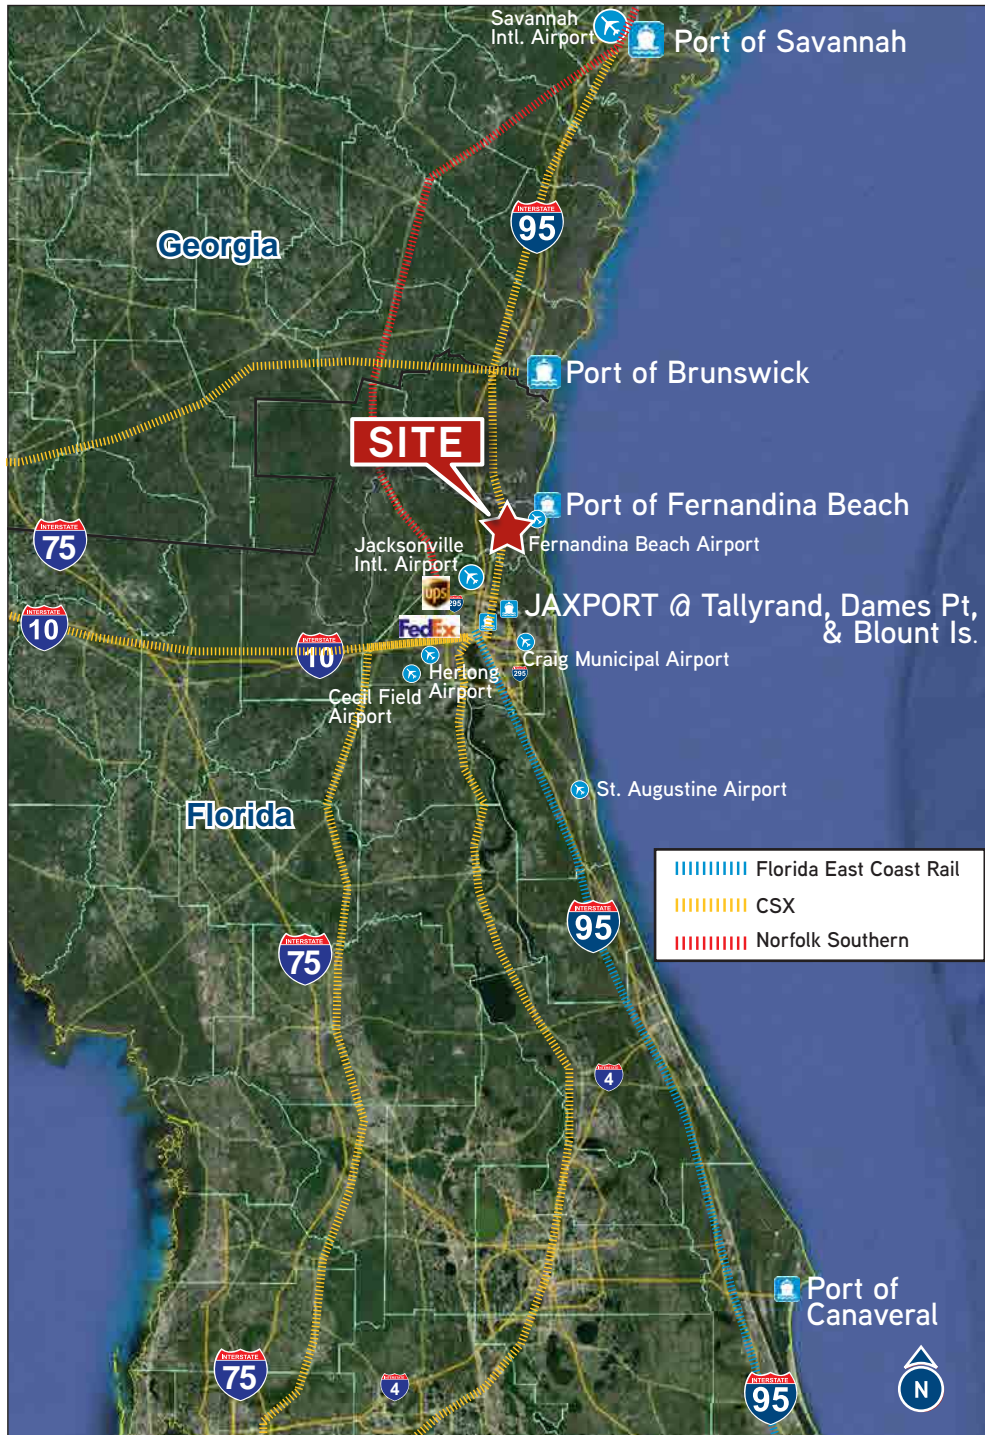 Savannah
Intl. Airport
Port of Savannah
INTERSTATE
95
Georgia
Port of Brunswick
SITE
Port of Fernandina Beach
INTERSTATE
75
Jacksonville
Intl. Airport
Fernandina Beach Airport
ups
295
INTERSTATE
10
JAXPORT @ Tallyrand, Dames Pt,
& Blount Is.
FedEx
INTERSTATE
10
Craig Municipal Airport
Herlong
Airport
295
Cecil Field
Airport
St. Augustine Airport
Florida
Florida East Coast Rail
CSX
Norfolk Southern
INTERSTATE
95
INTERSTATE
75
INTERSTATE
4
Port of
Canaveral
INTERSTATE
75
INTERSTATE
4
INTERSTATE
95
N